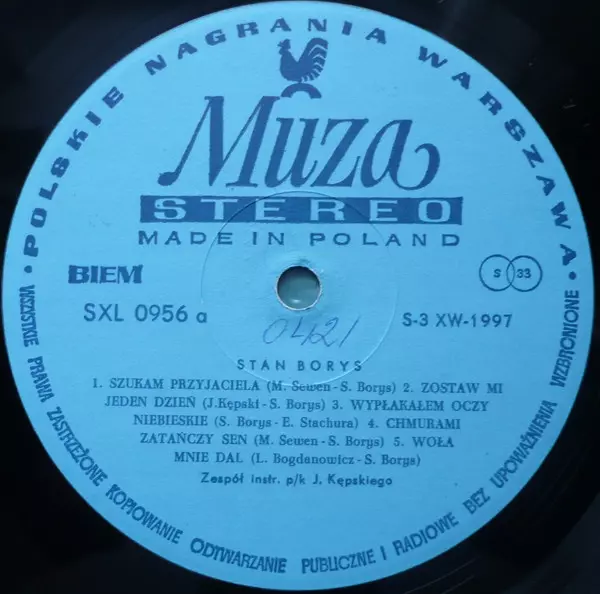 • POLSKIE NAGRANIA WARSZAWA •
Muza
STEREO
MADE IN POLAND
BIEM
S 33
SXL 0956 a
S-3 XW-1997
0421
STAN BORYS
1. SZUKAM PRZYJACIELA (M. Sewen-S. Borys) 2. ZOSTAW MI
JEDEN DZIEŃ (J.Kępski-S. Borys) 3. WYPŁAKAŁEM OCZY
NIEBIESKIE (S. Borys-E. Stachura) 4. CHMURAMI
ZATAŃCZY SEN (M. Sewen-S. Borys) 5. WOŁA
MNIE DAL (L. Bogdanowicz-S. Borys)
Zespół instr. p/k J. Kępskiego
WSZYSTKIE PRAWA ZASTRZEŻONE KOPIOWANIE ODTWARZANIE PUBLICZNE I RADIOWE BEZ UPOWAŻNIENIA WZBRONIONE